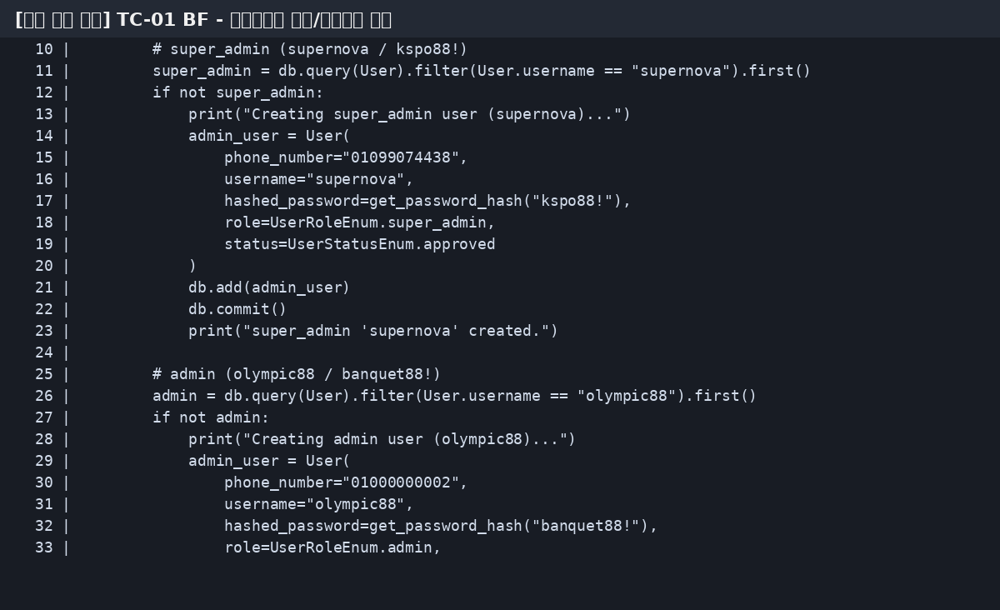 TC-01 BF -
10 |         # super_admin (supernova / kspo88!)
11 |         super_admin = db.query(User).filter(User.username == "supernova").first()
12 |         if not super_admin:
13 |             print("Creating super_admin user (supernova)...")
14 |             admin_user = User(
15 |                 phone_number="01099074438",
16 |                 username="supernova",
17 |                 hashed_password=get_password_hash("kspo88!"),
18 |                 role=UserRoleEnum.super_admin,
19 |                 status=UserStatusEnum.approved
20 |             )
21 |             db.add(admin_user)
22 |             db.commit()
23 |             print("super_admin 'supernova' created.")
24 |
25 |         # admin (olympic88 / banquet88!)
26 |         admin = db.query(User).filter(User.username == "olympic88").first()
27 |         if not admin:
28 |             print("Creating admin user (olympic88)...")
29 |             admin_user = User(
30 |                 phone_number="01000000002",
31 |                 username="olympic88",
32 |                 hashed_password=get_password_hash("banquet88!"),
33 |                 role=UserRoleEnum.admin,